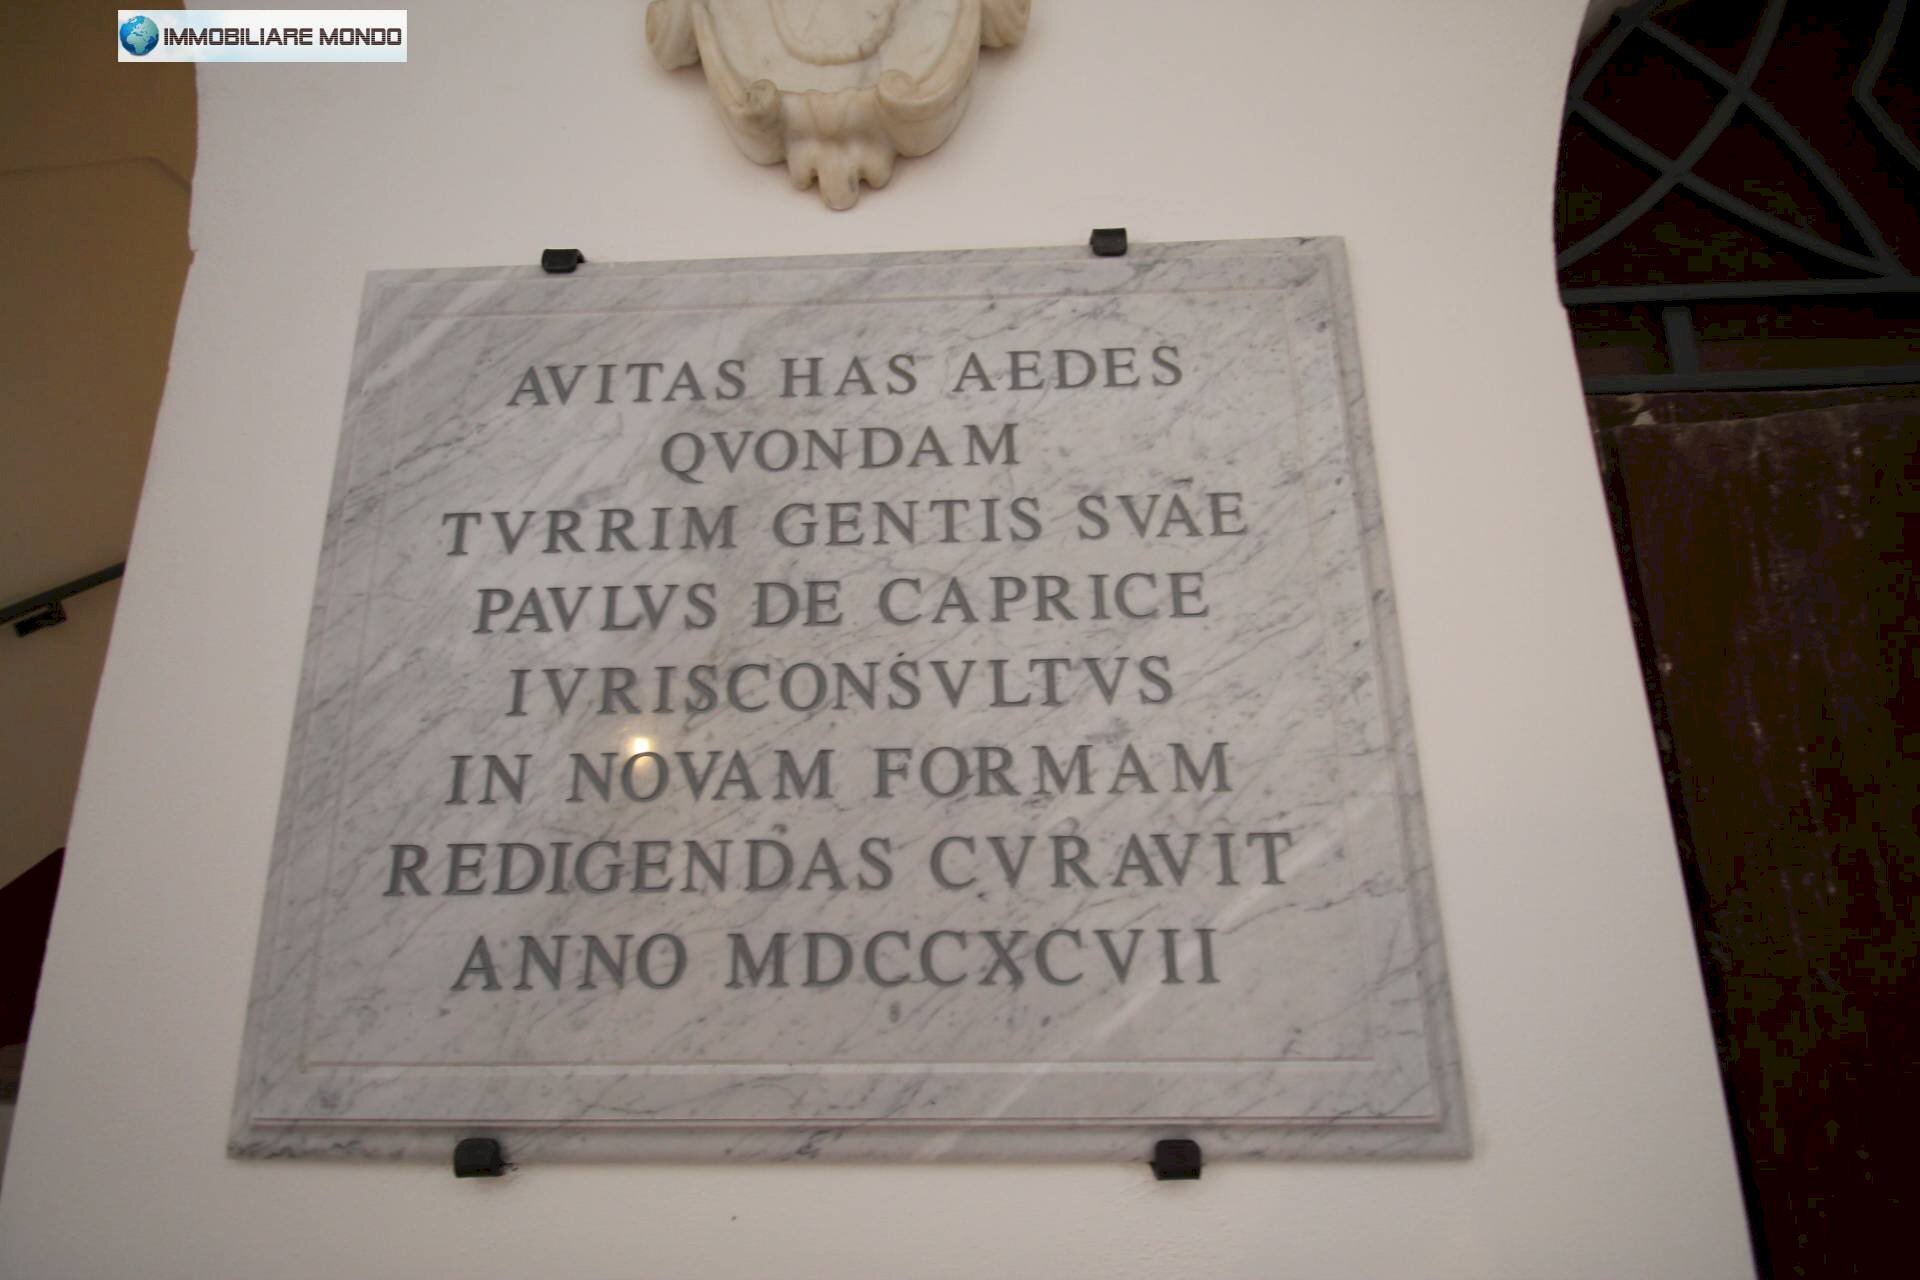 IMMOBILIARE MONDO
AVITAS HAS AEDES
QVONDAM
TVRRIM GENTIS SVAE
PAVLVS DE CAPRICE
IVRISCONSVLTVS
IN NOVAM FORMAM
REDIGENDAS CVRAVIT
ANNO MDCCXCVII